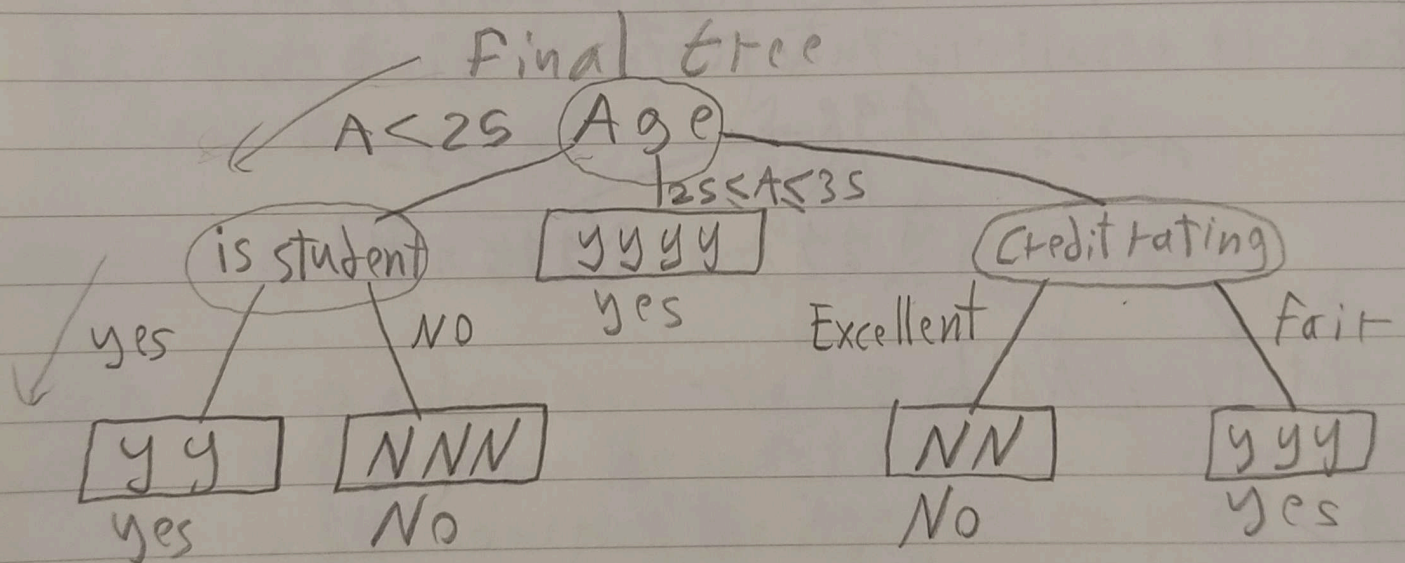 Final tree
A<25 Age
25≤A≤35
is student yyyy Credit rating
yes
yes NO Excellent Fair
yy NNN NN yyy
yes No No yes